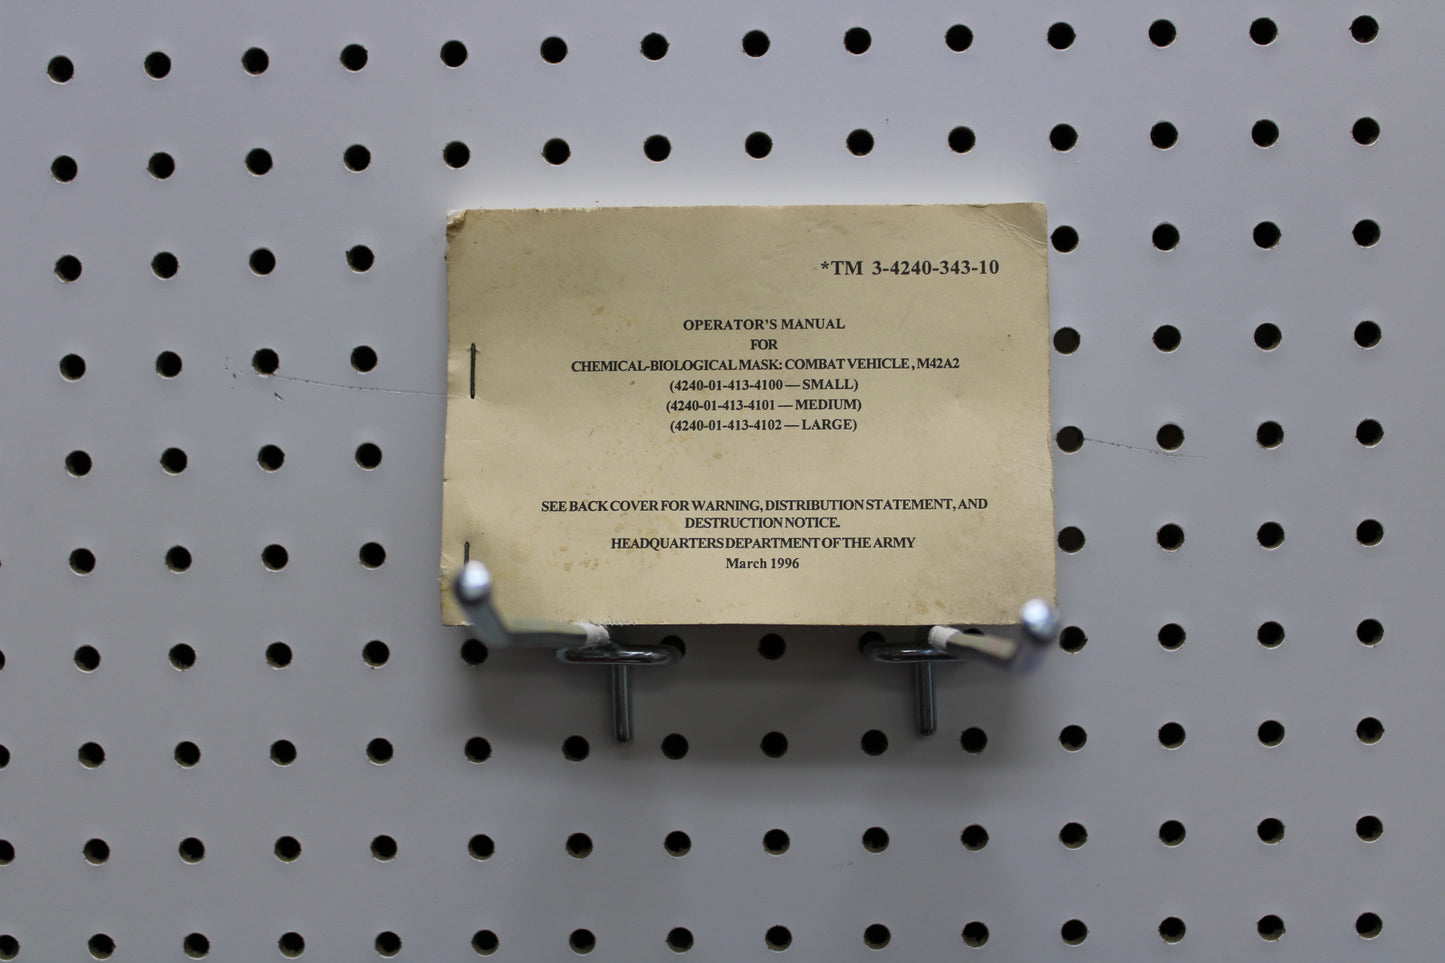 *TM 3-4240-343-10
OPERATOR'S MANUAL
FOR
CHEMICAL-BIOLOGICAL MASK: COMBAT VEHICLE, M42A2
(4240-01-413-4100 — SMALL)
(4240-01-413-4101 — MEDIUM)
(4240-01-413-4102 — LARGE)
SEE BACK COVER FOR WARNING, DISTRIBUTION STATEMENT, AND
DESTRUCTION NOTICE.
HEADQUARTERS DEPARTMENT OF THE ARMY
March 1996